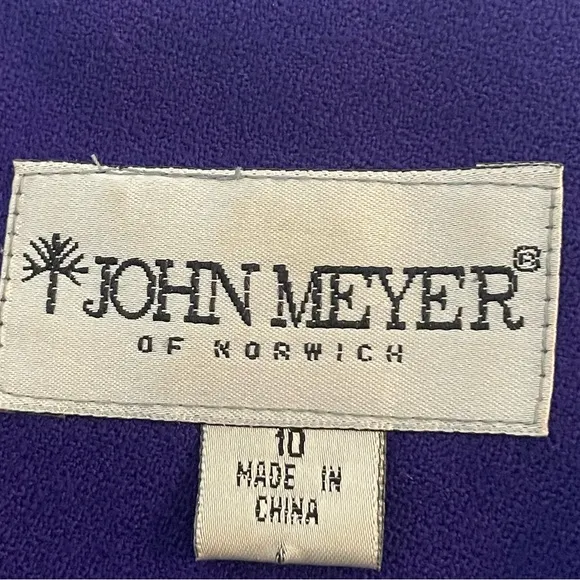 JOHN MEYER®
OF NORWICH
10
MADE IN
CHINA